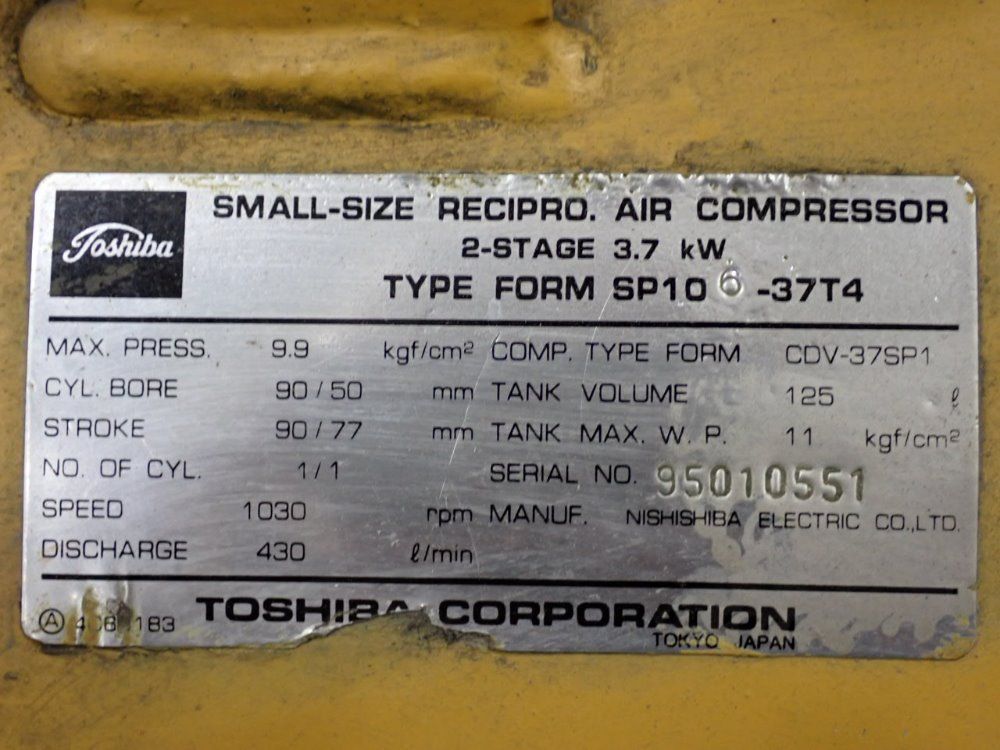 Toshiba
SMALL-SIZE RECIPRO. AIR COMPRESSOR
2-STAGE 3.7 kW
TYPE FORM SP106-37T4
MAX. PRESS. 9.9 kgf/cm² COMP. TYPE FORM CDV-37SP1
CYL. BORE 90/50 mm TANK VOLUME 125 ℓ
STROKE 90/77 mm TANK MAX. W. P. 11 kgf/cm²
NO. OF CYL. 1/1 SERIAL NO. 95010551
SPEED 1030 rpm MANUF. NISHISHIBA ELECTRIC CO.,LTD.
DISCHARGE 430 ℓ/min
Ⓐ TOSHIBA CORPORATION
TOKYO JAPAN